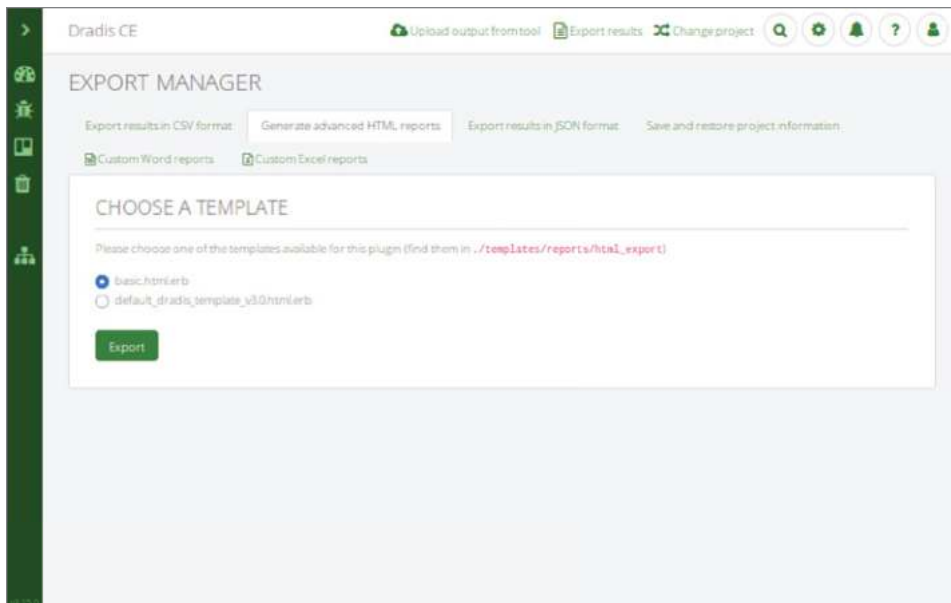 Dradis CE
Upload output from tool Export results Change project
EXPORT MANAGER
Export results in CSV format Generate advanced HTML reports Export results in JSON format Save and restore project information
Custom Word reports Custom Excel reports
CHOOSE A TEMPLATE
Please choose one of the templates available for this plugin (find them in ./templates/reports/html_export)
basic.html.erb
default_dradis_template_v3.0.html.erb
Export